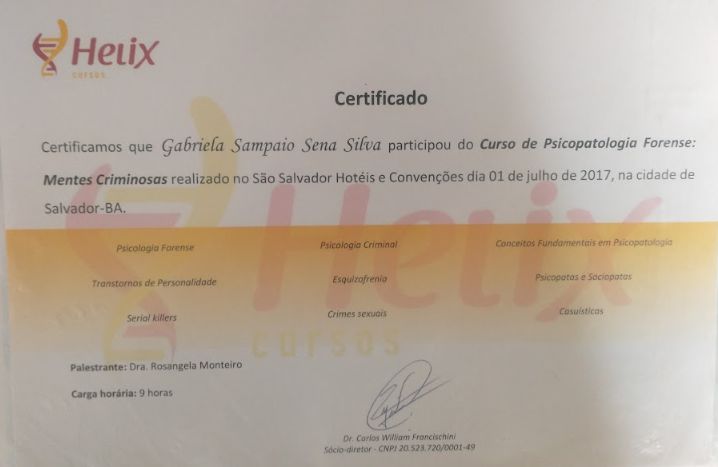 Helix
cursos
Certificado
Certificamos que Gabriela Sampaio Sena Silva participou do Curso de Psicopatologia Forense:
Mentes Criminosas realizado no São Salvador Hotéis e Convenções dia 01 de julho de 2017, na cidade de
Salvador-BA.
Helix
cursos
Psicologia Forense
Psicologia Criminal
Conceitos Fundamentais em Psicopatologia
Transtornos de Personalidade
Esquizofrenia
Psicopatas e Sociopatas
Serial killers
Crimes sexuais
Casuísticas
Palestrante: Dra. Rosangela Monteiro
Carga horária: 9 horas
Dr. Carlos William Francischini
Sócio-diretor - CNPJ 20.523.720/0001-49